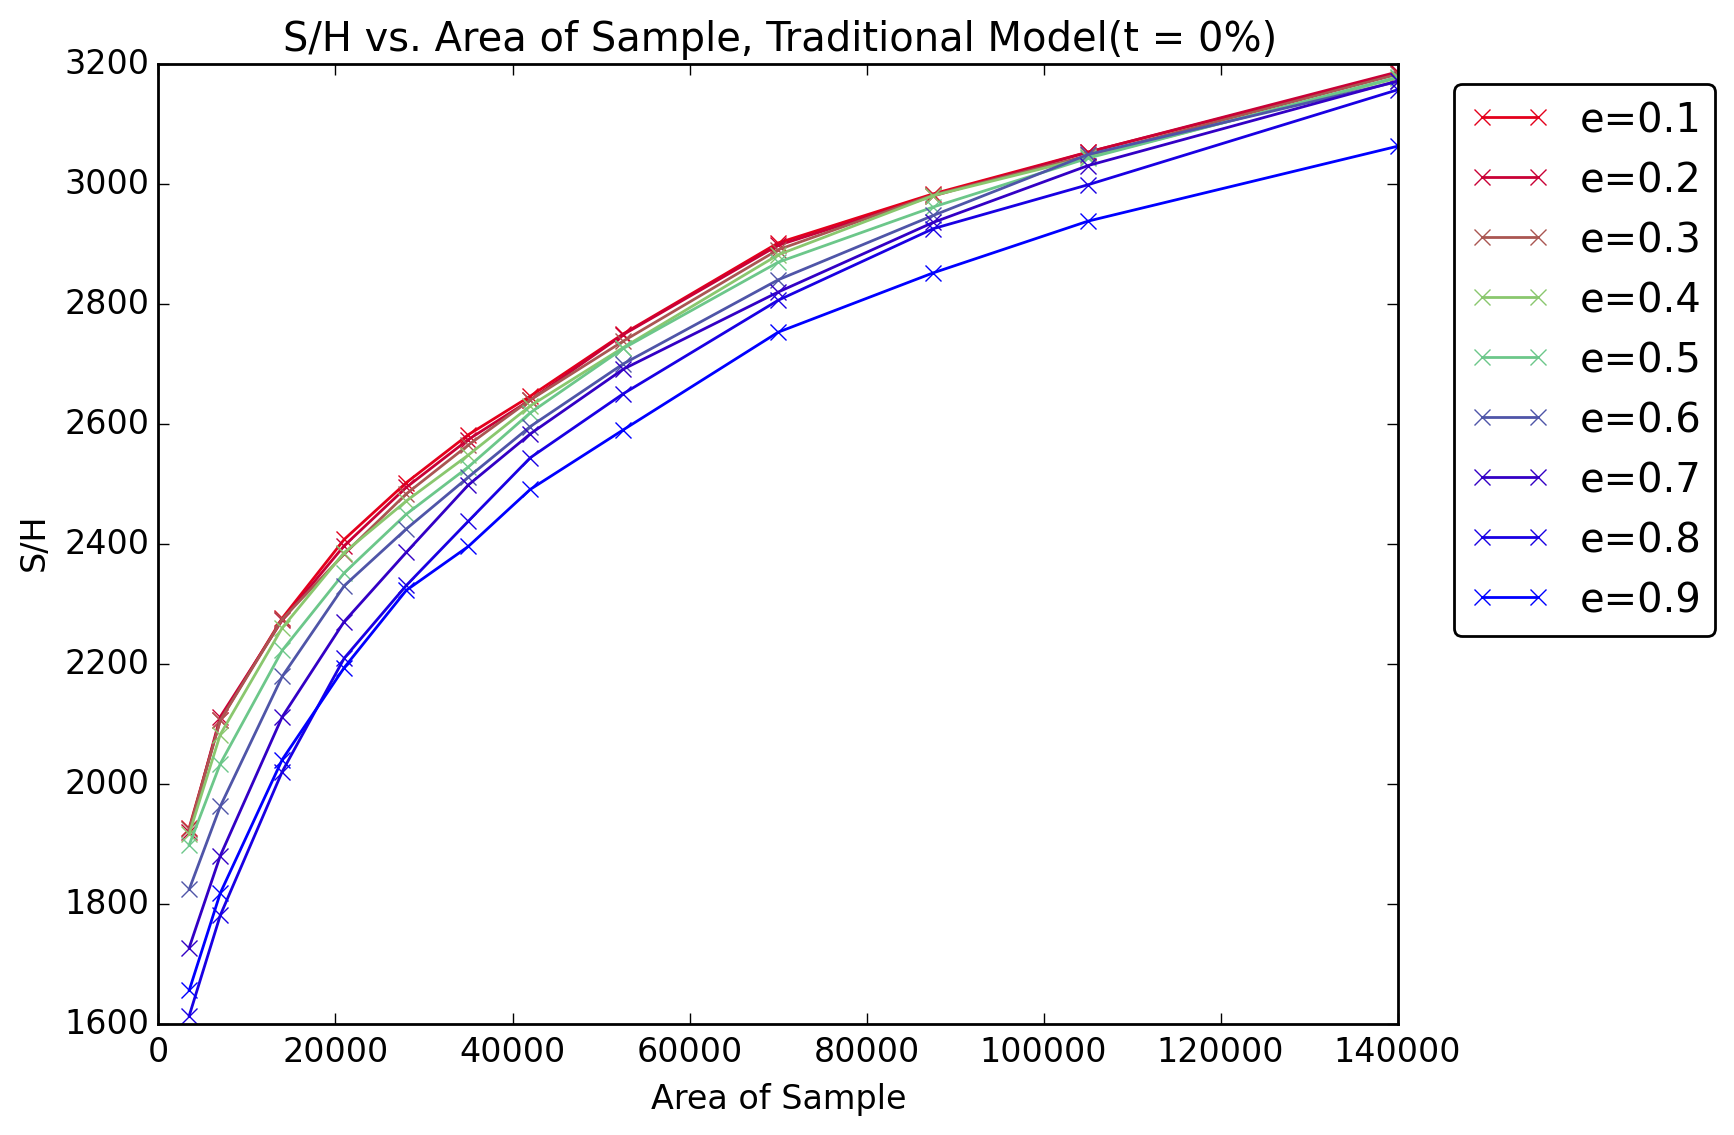 S/H vs. Area of Sample, Traditional Model(t = 0%)
3200
3000
2800
2600
2400
2200
2000
1800
1600
S/H
0 20000 40000 60000 80000 100000 120000 140000
Area of Sample
e=0.1
e=0.2
e=0.3
e=0.4
e=0.5
e=0.6
e=0.7
e=0.8
e=0.9